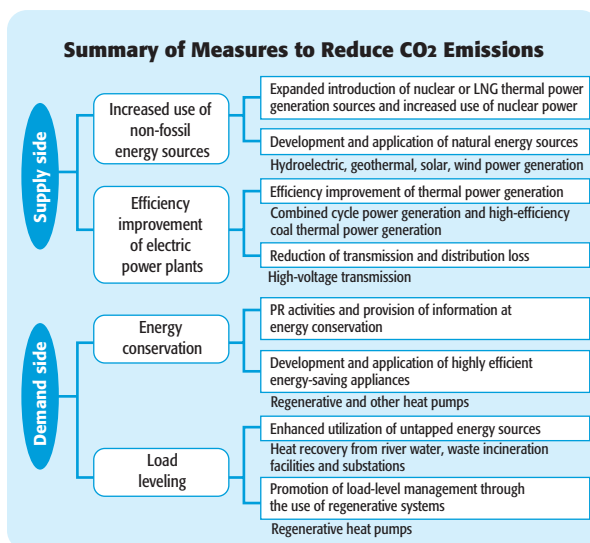 Summary of Measures to Reduce CO2 Emissions
Supply side
Increased use of
non-fossil
energy sources
Expanded introduction of nuclear or LNG thermal power
generation sources and increased use of nuclear power
Development and application of natural energy sources
Hydroelectric, geothermal, solar, wind power generation
Efficiency
improvement
of electric
power plants
Efficiency improvement of thermal power generation
Combined cycle power generation and high-efficiency
coal thermal power generation
Reduction of transmission and distribution loss
High-voltage transmission
Demand side
Energy
conservation
PR activities and provision of information at
energy conservation
Development and application of highly efficient
energy-saving appliances
Regenerative and other heat pumps
Load
leveling
Enhanced utilization of untapped energy sources
Heat recovery from river water, waste incineration
facilities and substations
Promotion of load-level management through
the use of regenerative systems
Regenerative heat pumps